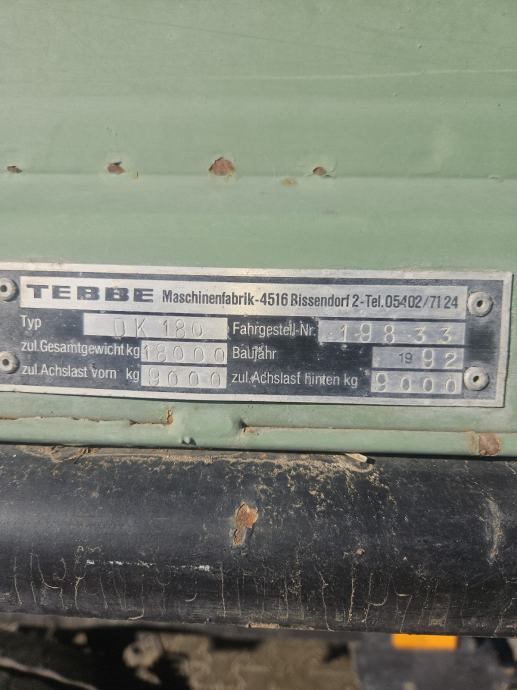 TEBBE Maschinenfabrik-4516 Bissendorf 2-Tel. 05402/7124
Typ DK 180 Fahrgestell-Nr. 19833
zul. Gesamtgewicht kg 18000 Baujahr 1992
zul. Achslast vorn kg 9000 zul. Achslast hinten kg 9000